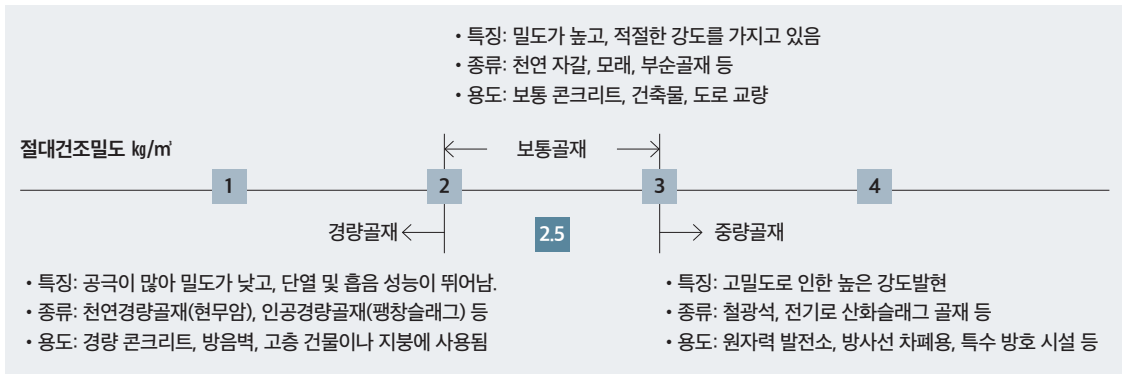 • 특징: 밀도가 높고, 적절한 강도를 가지고 있음
• 종류: 천연 자갈, 모래, 부순골재 등
• 용도: 보통 콘크리트, 건축물, 도로 교량
절대건조밀도 ㎏/㎥
보통골재
1
2
3
4
경량골재
2.5
중량골재
• 특징: 공극이 많아 밀도가 낮고, 단열 및 흡음 성능이 뛰어남.
• 종류: 천연경량골재(현무암), 인공경량골재(팽창슬래그) 등
• 용도: 경량 콘크리트, 방음벽, 고층 건물이나 지붕에 사용됨
• 특징: 고밀도로 인한 높은 강도발현
• 종류: 철광석, 전기로 산화슬래그 골재 등
• 용도: 원자력 발전소, 방사선 차폐용, 특수 방호 시설 등